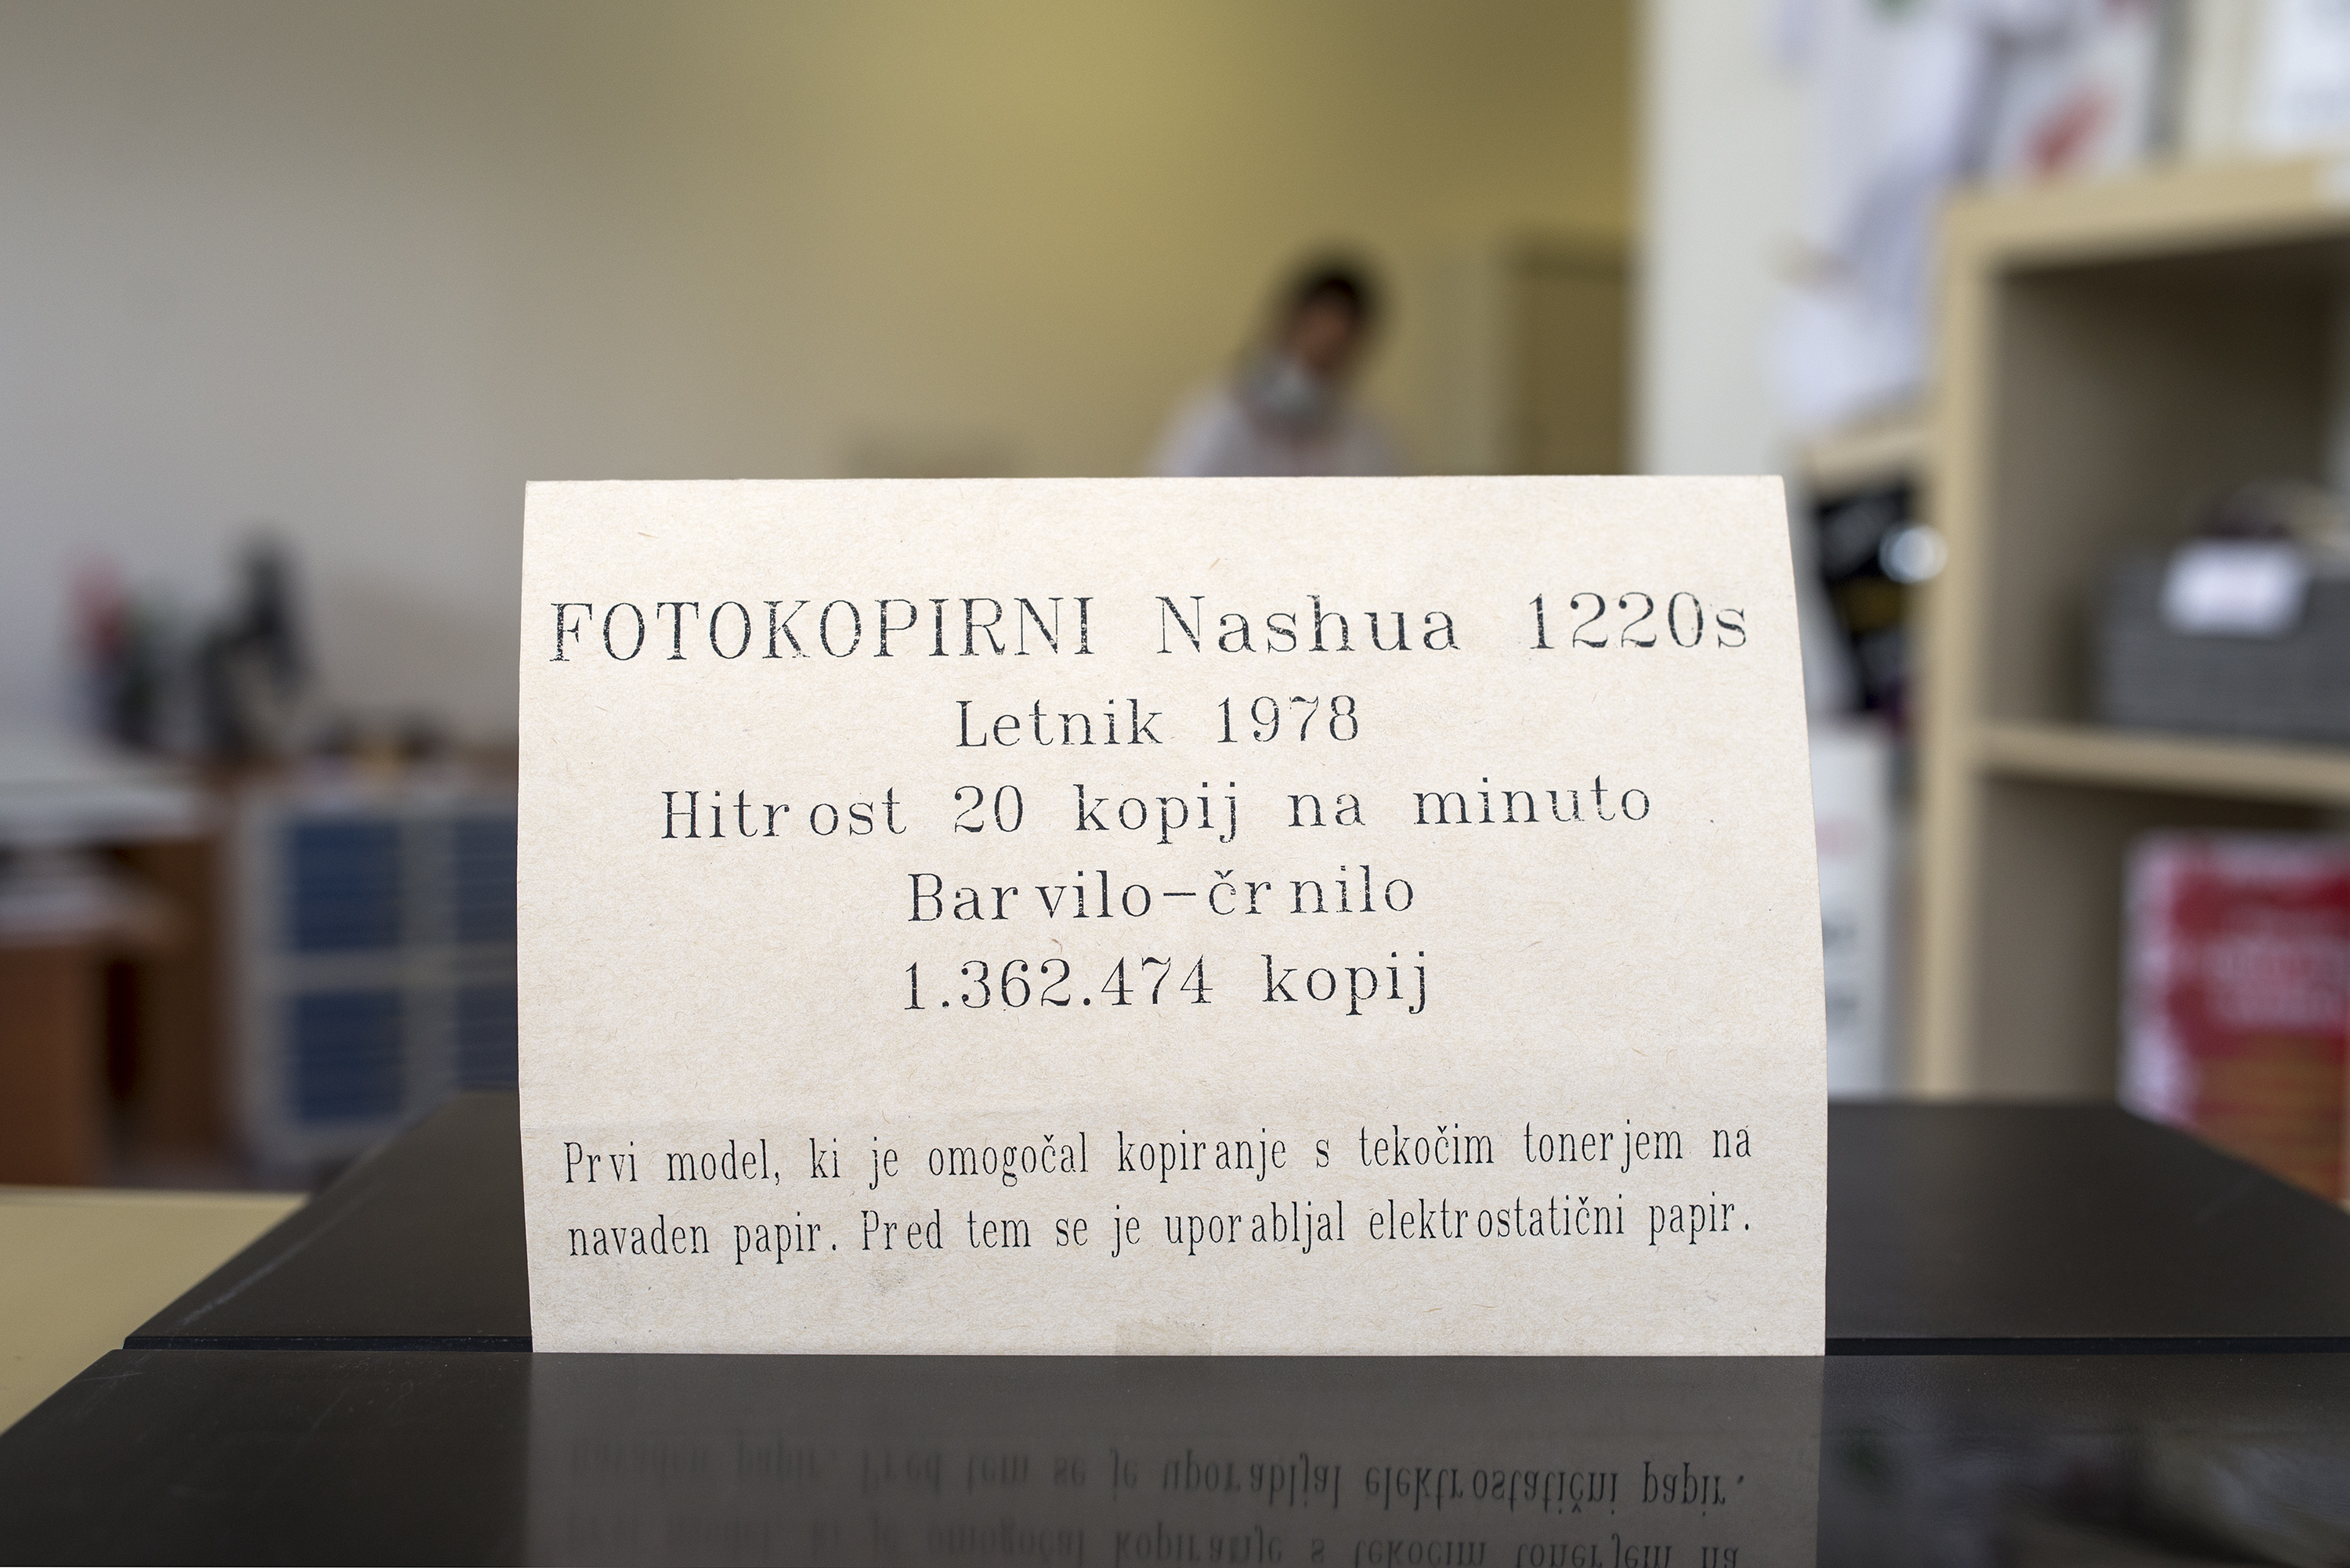 FOTOKOPIRNI Nashua 1220s
Letnik 1978
Hitrost 20 kopij na minuto
Barvilo-črnilo
1.362.474 kopij
Prvi model, ki je omogočal kopiranje s tekočim tonerjem na
navaden papir. Pred tem se je uporabljal elektrostatični papir.